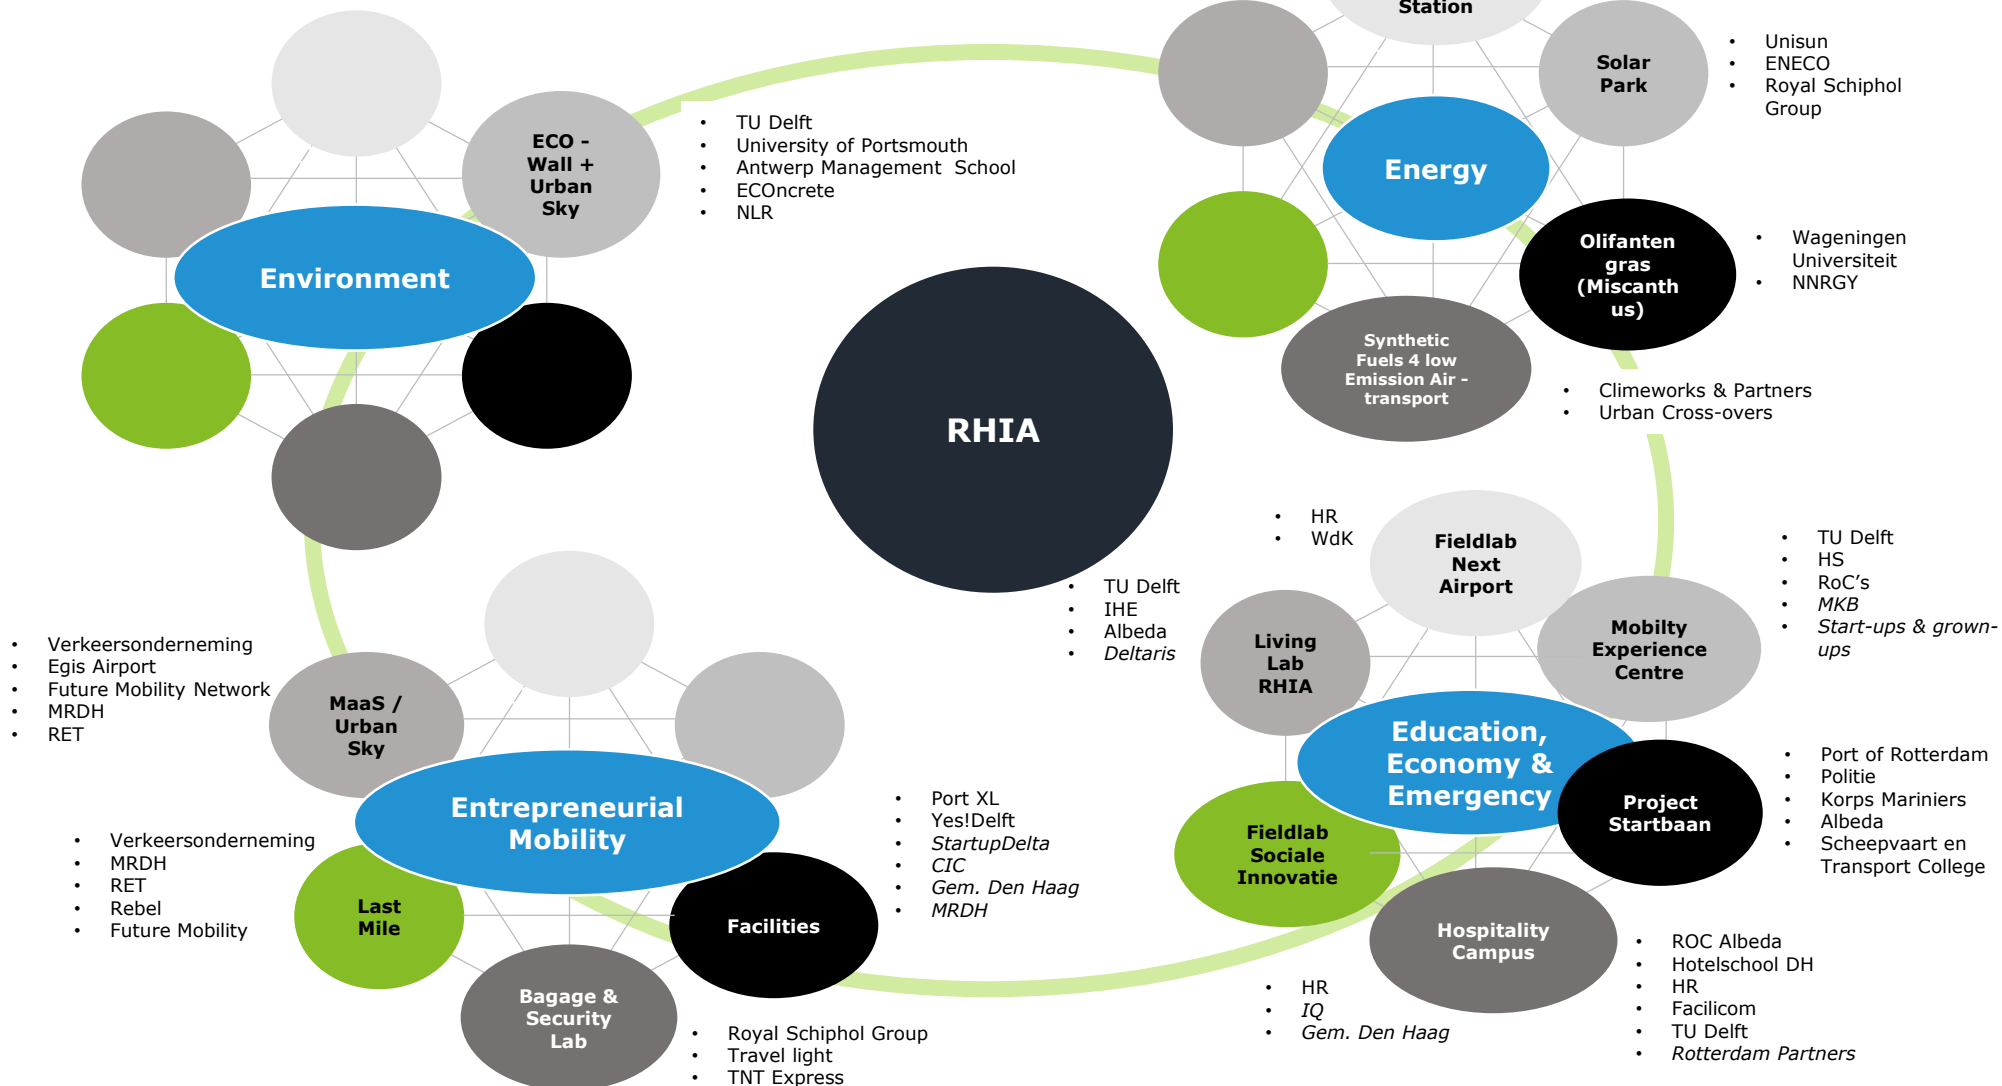 ECO -
Wall +
Urban
Sky
Environment
• TU Delft
• University of Portsmouth
• Antwerp Management School
• ECOncrete
• NLR
Station
Solar
Park
• Unisun
• ENECO
• Royal Schiphol
Group
Energy
Olifanten
gras
(Miscanth
us)
• Wageningen
Universiteit
• NNRGY
Synthetic
Fuels 4 low
Emission Air -
transport
• Climeworks & Partners
• Urban Cross-overs
RHIA
• HR
• WdK
Fieldlab
Next
Airport
• TU Delft
• IHE
• Albeda
• Deltaris
Living
Lab
RHIA
Mobilty
Experience
Centre
• TU Delft
• HS
• RoC's
• MKB
• Start-ups & grown-
ups
Education,
Economy &
Emergency
Project
Startbaan
• Port of Rotterdam
• Politie
• Korps Mariniers
• Albeda
• Scheepvaart en
Transport College
Fieldlab
Sociale
Innovatie
• HR
• IQ
• Gem. Den Haag
Hospitality
Campus
• ROC Albeda
• Hotelschool DH
• HR
• Facilicom
• TU Delft
• Rotterdam Partners
• Verkeersonderneming
• Egis Airport
• Future Mobility Network
• MRDH
• RET
MaaS /
Urban
Sky
Entrepreneurial
Mobility
• Verkeersonderneming
• MRDH
• RET
• Rebel
• Future Mobility
Last
Mile
Facilities
• Port XL
• Yes!Delft
• StartupDelta
• CIC
• Gem. Den Haag
• MRDH
Bagage &
Security
Lab
• Royal Schiphol Group
• Travel light
• TNT Express